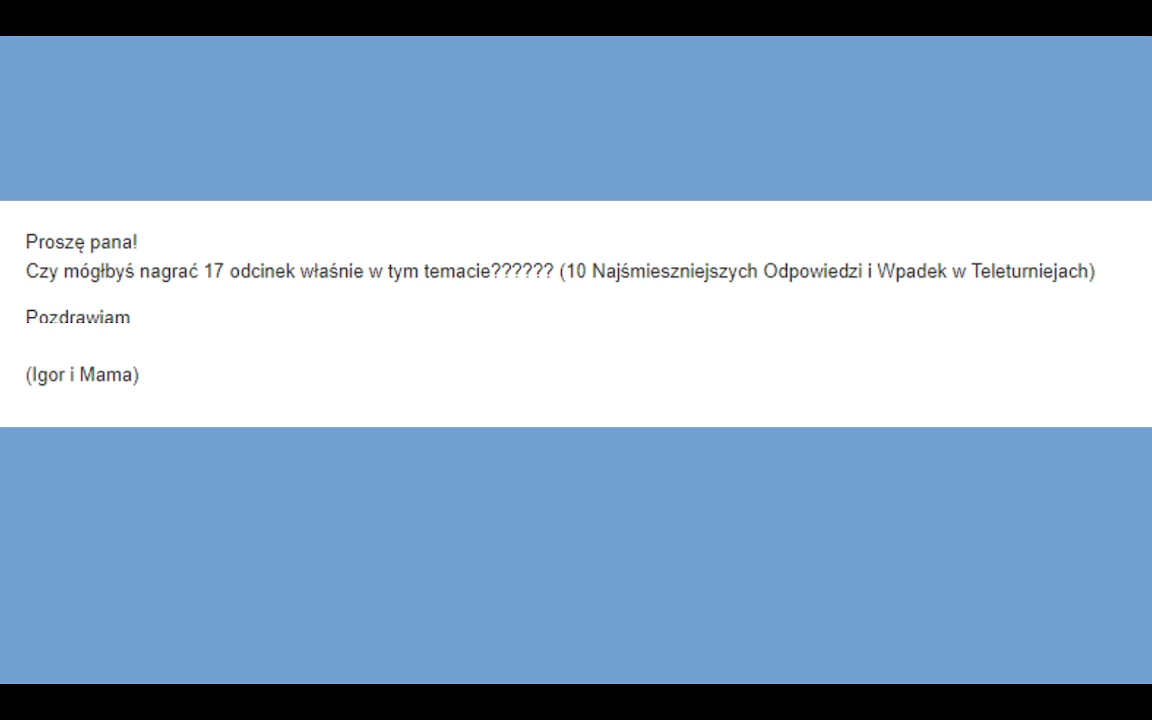 Proszę pana!
Czy mógłbyś nagrać 17 odcinek właśnie w tym temacie?????? (10 Najśmieszniejszych Odpowiedzi i Wpadek w Teleturniejach)
Pozdrawiam
(Igor i Mama)